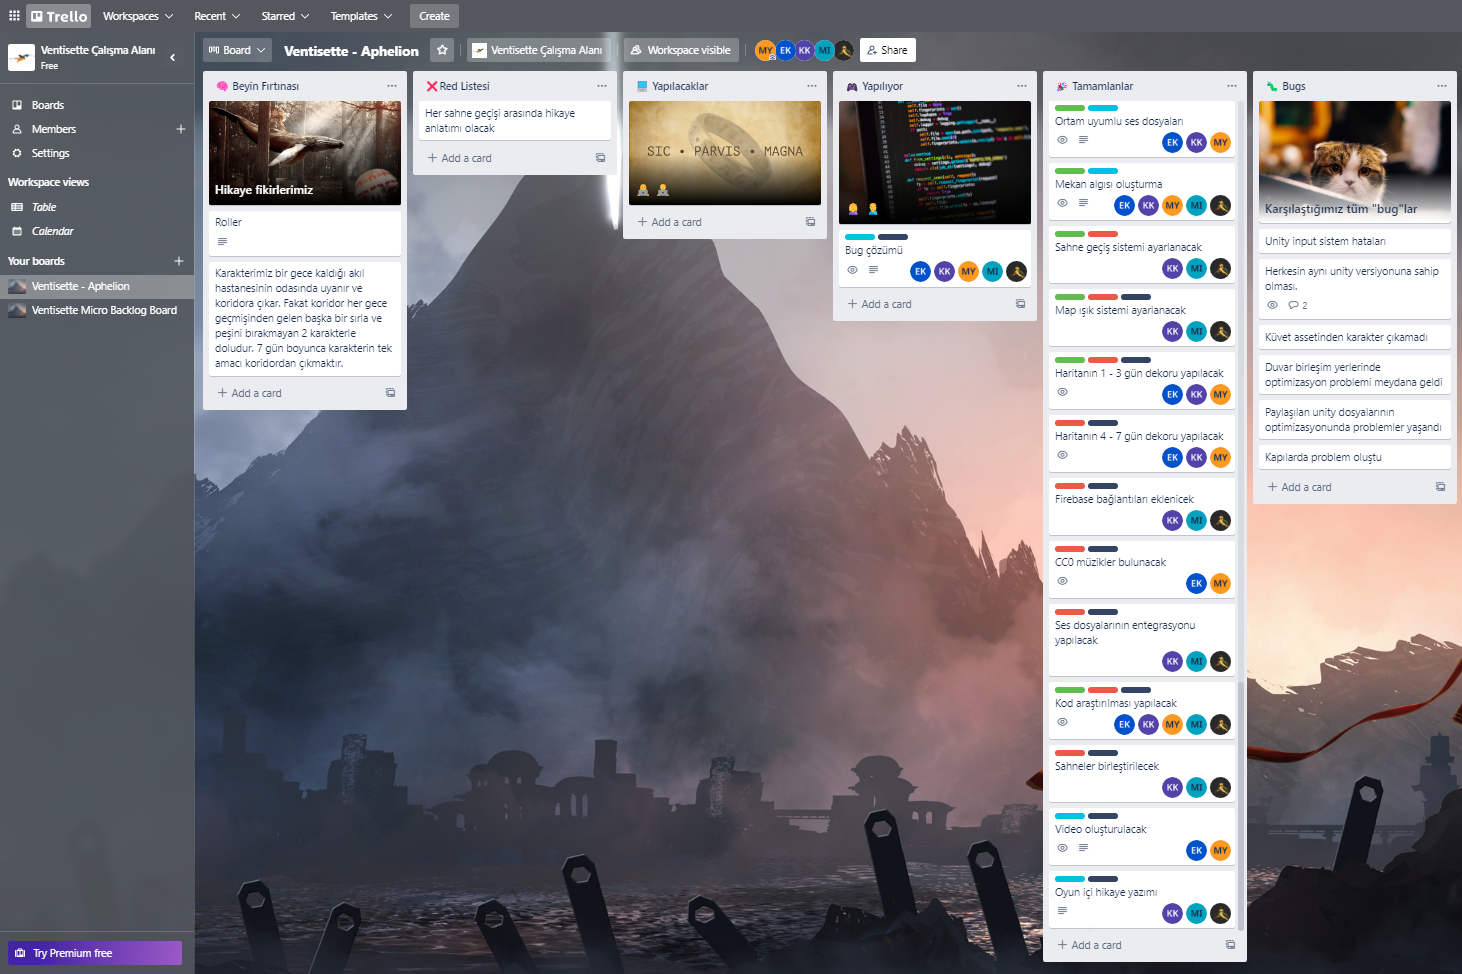 Trello
Workspaces
Recent
Starred
Templates
Create
Ventisette Çalışma Alanı
Free
Boards
Members
Settings
Workspace views
Table
Calendar
Your boards
Ventisette - Aphelion
Ventisette Micro Backlog Board
Try Premium free
Board
Ventisette - Aphelion
Ventisette Çalışma Alanı
Workspace visible
MY EK KK MI
Share
Beyin Fırtınası
Hikaye fikirlerimiz
Roller
Karakterimiz bir gece kaldığı akıl
hastanesinin odasında uyanır ve
koridora çıkar. Fakat koridor her gece
geçmişinden gelen başka bir sırla ve
peşini bırakmayan 2 karakterle
doludur. 7 gün boyunca karakterin tek
amacı koridordan çıkmaktır.
+ Add a card
Red Listesi
Her sahne geçişi arasında hikaye
anlatımı olacak
+ Add a card
Yapılacaklar
SIC • PARVIS • MAGNA
+ Add a card
Yapılıyor
Bug çözümü
EK KK MY MI
+ Add a card
Tamamlanlar
Ortam uyumlu ses dosyaları
EK KK MY
Mekan algısı oluşturma
EK KK MY MI
Sahne geçiş sistemi ayarlanacak
KK MI
Map ışık sistemi ayarlanacak
KK MI
Haritanın 1 - 3 gün dekoru yapılacak
EK KK MY
Haritanın 4 - 7 gün dekoru yapılacak
EK KK MY
Firebase bağlantıları eklenicek
KK MI
CC0 müzikler bulunacak
EK MY
Ses dosyalarının entegrasyonu
yapılacak
KK MI
Kod araştırılması yapılacak
EK KK MY MI
Sahneler birleştirilecek
KK MI
Video oluşturulacak
EK MY
Oyun içi hikaye yazımı
KK MI
+ Add a card
Bugs
Karşılaştığımız tüm "bug"lar
Unity input sistem hataları
Herkesin aynı unity versiyonuna sahip
olması.
2
Küvet assetinden karakter çıkamadı
Duvar birleşim yerlerinde
optimizasyon problemi meydana geldi
Paylaşılan unity dosyalarının
optimizasyonunda problemler yaşandı
Kapılarda problem oluştu
+ Add a card